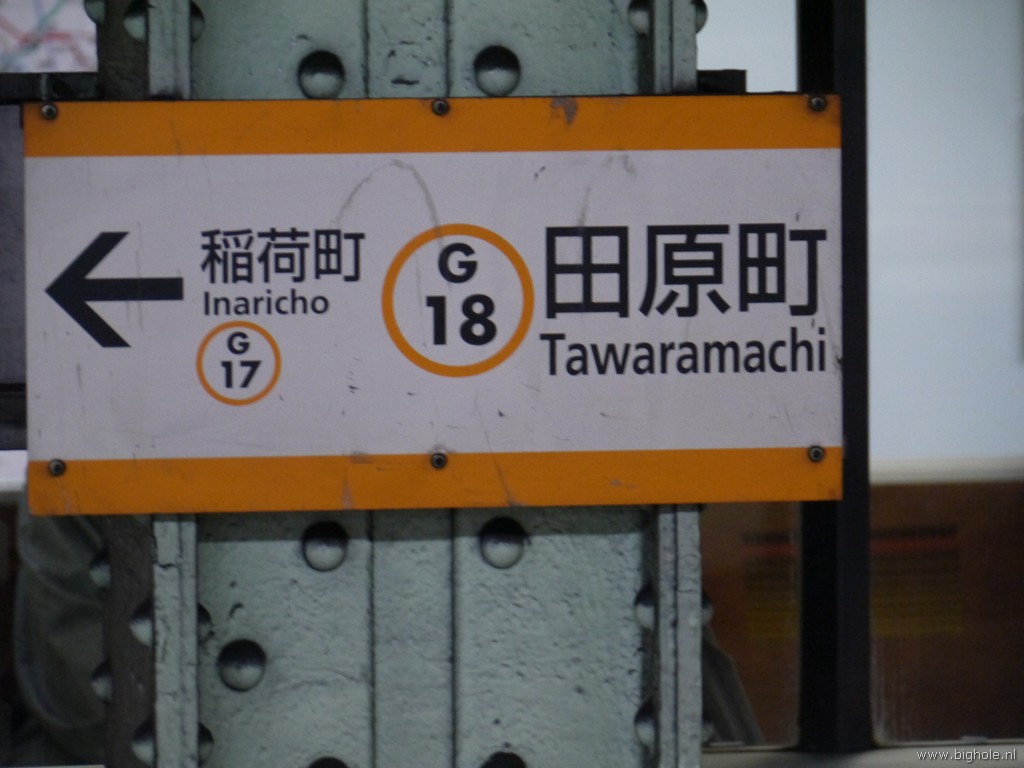 稲荷町
Inaricho
G
17
G
18
田原町
Tawaramachi
www.bighole.nl